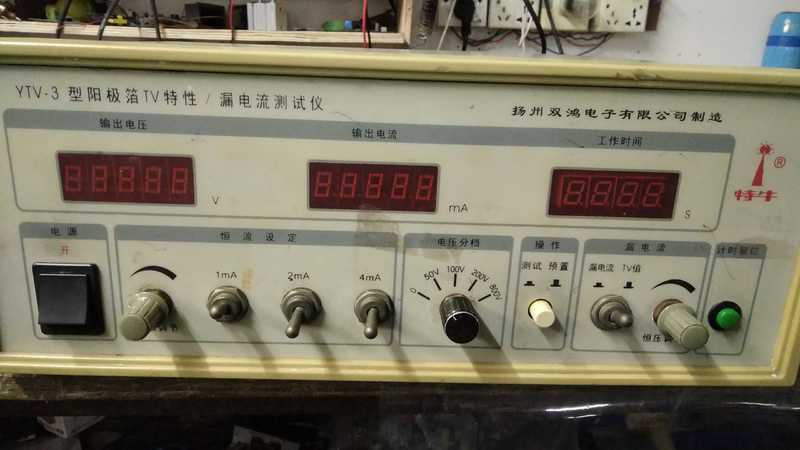 YTV-3 型阳极箔TV特性 / 漏电流测试仪
扬州双鸿电子有限公司制造
输出电压
输出电流
工作时间
V
mA
S
®
特牛
电源
开
恒流设定
1mA
2mA
4mA
电压分档
0
50V
100V
200V
800V
操作
测试 预置
漏电流
漏电流 TV值
恒压调
计时复位